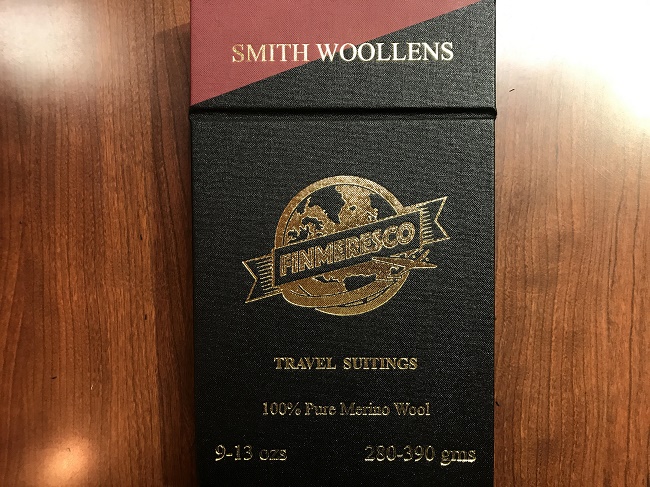 SMITH WOOLLENS
FINMERESCO
TRAVEL SUITINGS
100% Pure Merino Wool
9-13 ozs 280-390 gms